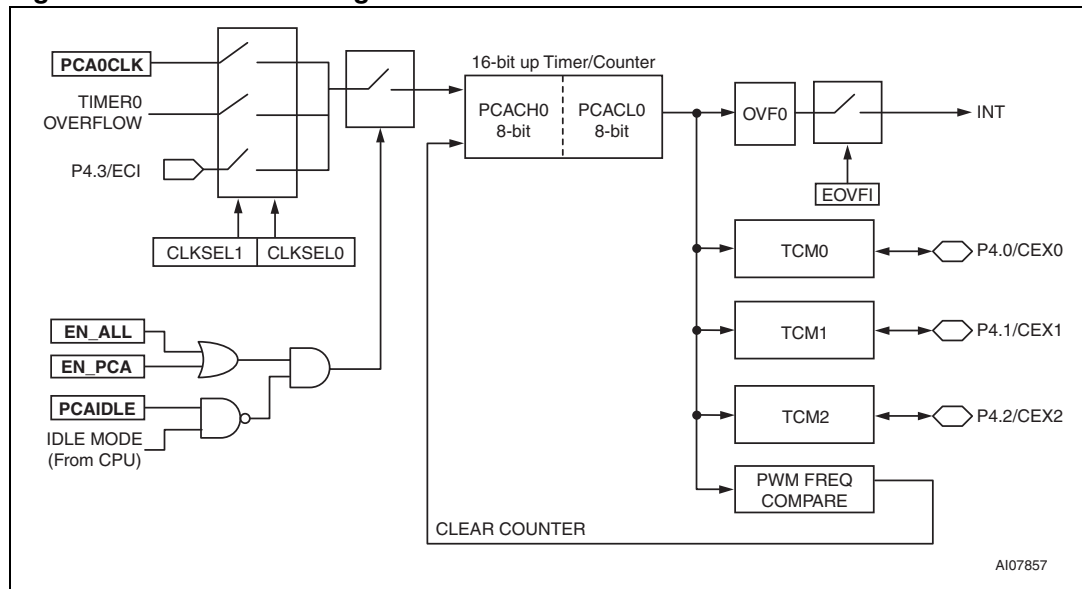 PCA0CLK
TIMER0
OVERFLOW
P4.3/ECI
CLKSEL1
CLKSEL0
16-bit up Timer/Counter
PCACH0
8-bit
PCACL0
8-bit
OVF0
INT
EOVFI
TCM0
P4.0/CEX0
TCM1
P4.1/CEX1
TCM2
P4.2/CEX2
PWM FREQ
COMPARE
CLEAR COUNTER
EN_ALL
EN_PCA
PCAIDLE
IDLE MODE
(From CPU)
AI07857